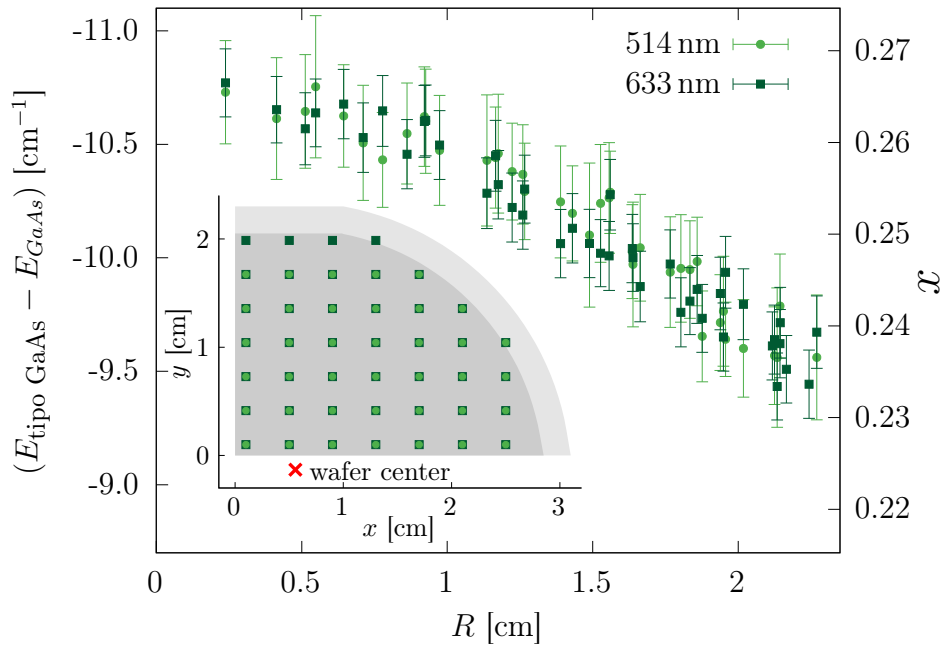 514 nm
633 nm
-11.0
-10.5
-10.0
-9.5
-9.0
(E_tipo GaAs − E_GaAs) [cm⁻¹]
0.27
0.26
0.25
0.24
0.23
0.22
x
2
1
0
y [cm]
wafer center
0 1 2 3
x [cm]
0 0.5 1 1.5 2
R [cm]